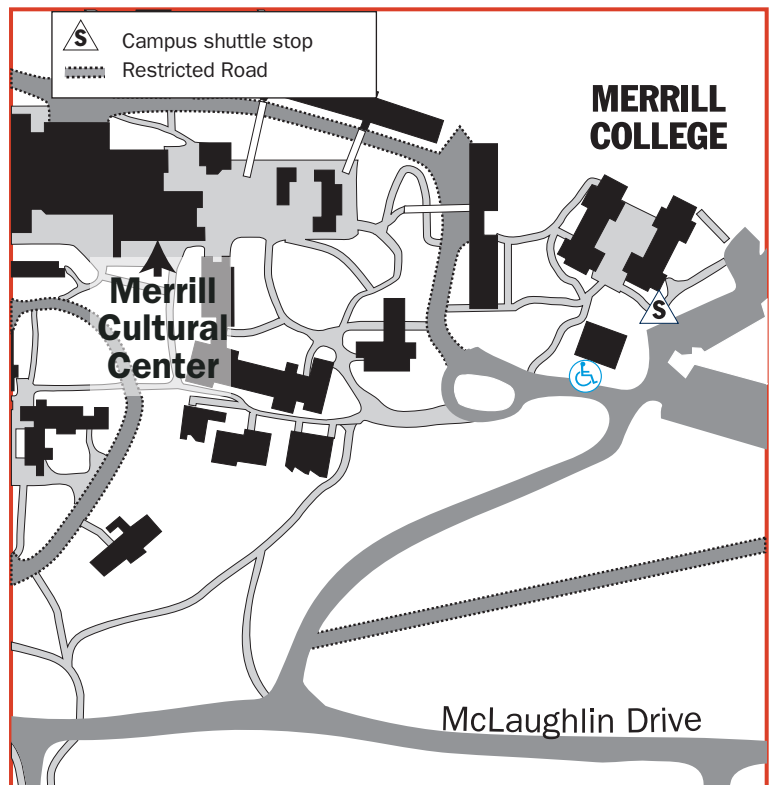 S Campus shuttle stop
Restricted Road
MERRILL
COLLEGE
Merrill
Cultural
Center
S
McLaughlin Drive